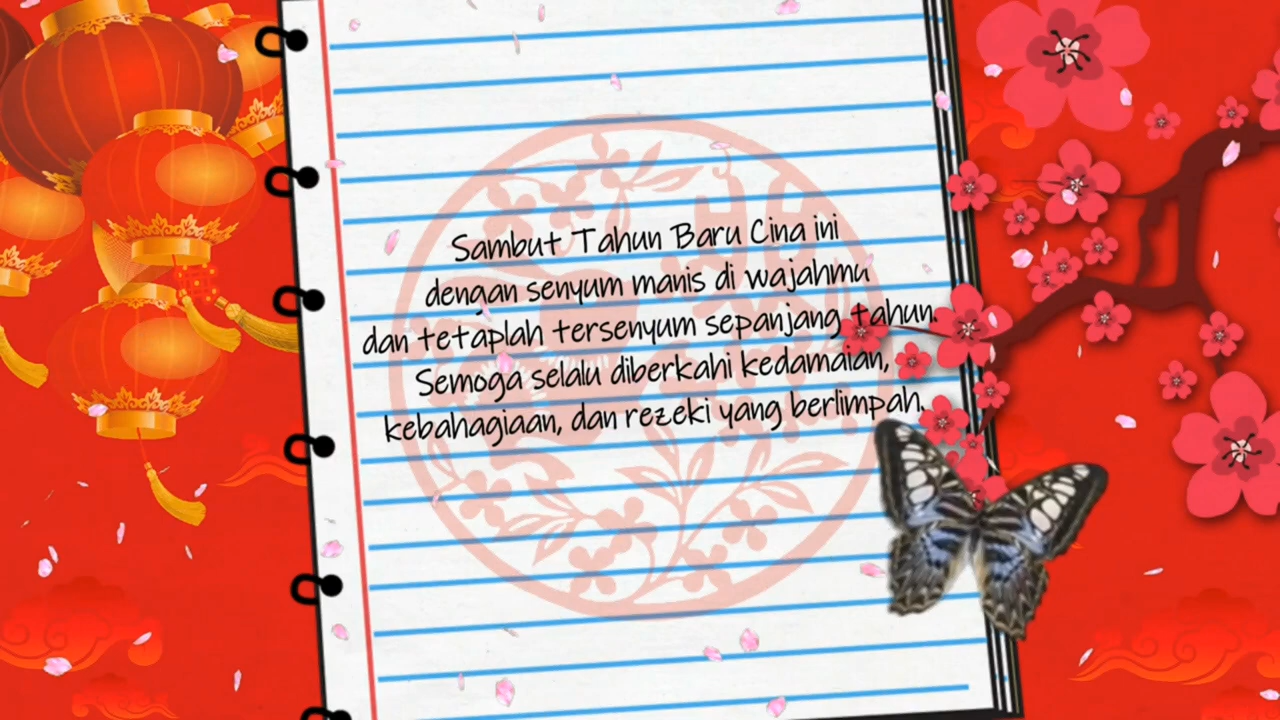 Sambut Tahun Baru Cina ini
dengan senyum manis di wajahmu
dan tetaplah tersenyum sepanjang tahun.
Semoga selalu diberkahi kedamaian,
kebahagiaan, dan rezeki yang berlimpah.